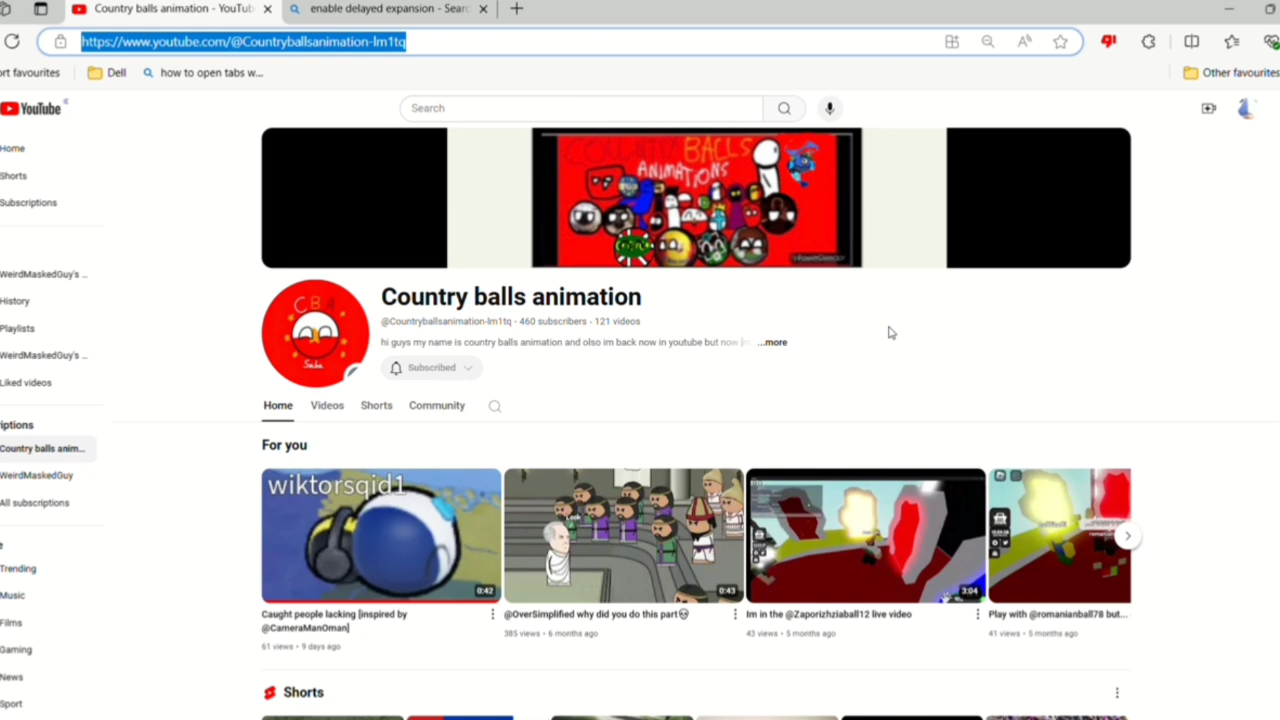 Country balls animation - YouTub
enable delayed expansion - Sear
https://www.youtube.com/@Countryballsanimation-lm1tq
rt favourites
Dell
how to open tabs w...
Other favourites
YouTube
Search
COUNTRY BALLS
ANIMATIONS
Home
Shorts
Subscriptions
WeirdMaskedGuy's ...
History
Playlists
WeirdMaskedGuy's ...
Liked videos
iptions
Country balls anim...
WeirdMaskedGuy
All subscriptions
e
Trending
Music
Films
Gaming
News
Sport
CBA
Country balls animation
@Countryballsanimation-lm1tq · 460 subscribers · 121 videos
hi guys my name is country balls animation and olso im back now in youtube but now
...more
Subscribed
Home
Videos
Shorts
Community
For you
wiktorsqid1
0:42
Look
0:43
3:04
Caught people lacking [inspired by
@CameraManOman]
61 views · 9 days ago
@OverSimplified why did you do this part💀
385 views · 6 months ago
Im in the @Zaporizhziaball12 live video
43 views · 5 months ago
Play with @romanianball78 but...
41 views · 5 months ago
Shorts